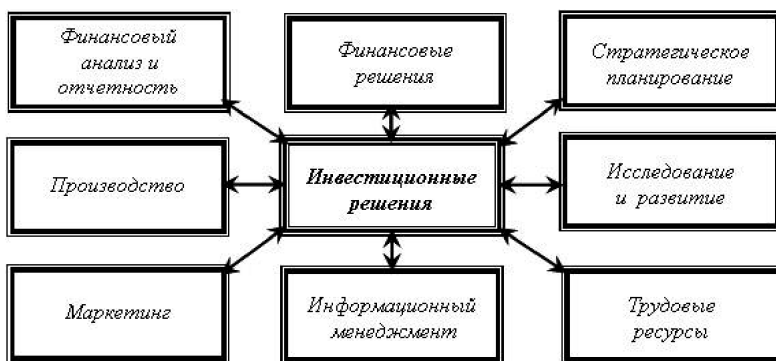 Финансовый
анализ и
отчетность
Финансовые
решения
Стратегическое
планирование
Производство
Инвестиционные
решения
Исследование
и развитие
Маркетинг
Информационный
менеджмент
Трудовые
ресурсы